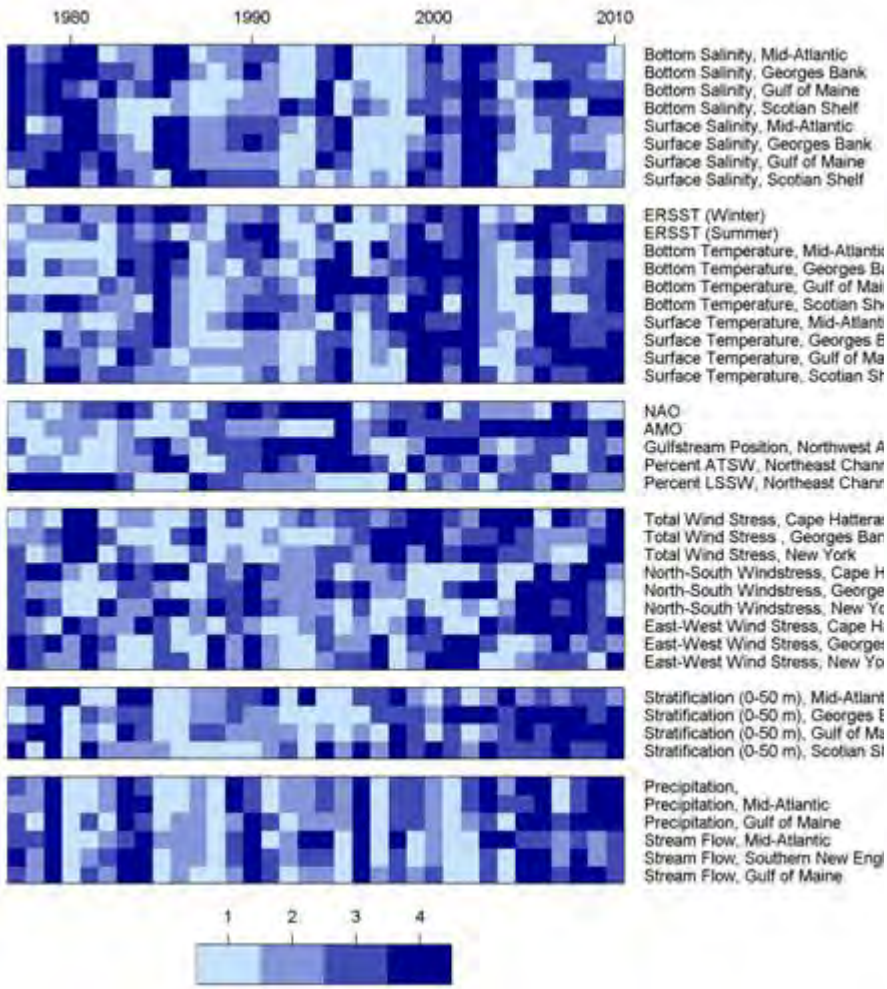 1980 1990 2000 2010
Bottom Salinity, Mid-Atlantic
Bottom Salinity, Georges Bank
Bottom Salinity, Gulf of Maine
Bottom Salinity, Scotian Shelf
Surface Salinity, Mid-Atlantic
Surface Salinity, Georges Bank
Surface Salinity, Gulf of Maine
Surface Salinity, Scotian Shelf
ERSST (Winter)
ERSST (Summer)
Bottom Temperature, Mid-Atlantic
Bottom Temperature, Georges Ba
Bottom Temperature, Gulf of Mai
Bottom Temperature, Scotian She
Surface Temperature, Mid-Atlanti
Surface Temperature, Georges B
Surface Temperature, Gulf of Ma
Surface Temperature, Scotian Sh
NAO
AMO
Gulfstream Position, Northwest A
Percent ATSW, Northeast Chann
Percent LSSW, Northeast Chann
Total Wind Stress, Cape Hatteras
Total Wind Stress , Georges Ban
Total Wind Stress, New York
North-South Windstress, Cape H
North-South Windstress, George
North-South Windstress, New Yo
East-West Wind Stress, Cape Ha
East-West Wind Stress, Georges
East-West Wind Stress, New Yo
Stratification (0-50 m), Mid-Atlant
Stratification (0-50 m), Georges B
Stratification (0-50 m), Gulf of Ma
Stratification (0-50 m), Scotian Sh
Precipitation,
Precipitation, Mid-Atlantic
Precipitation, Gulf of Maine
Stream Flow, Mid-Atlantic
Stream Flow, Southern New Engl
Stream Flow, Gulf of Maine
1 2 3 4